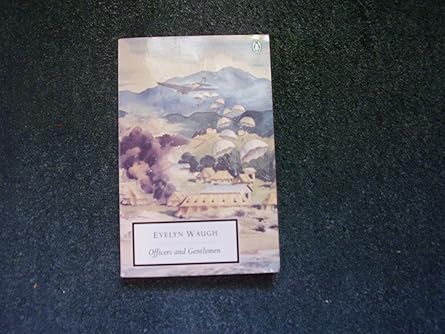 EVELYN WAUGH
Officers and Gentlemen